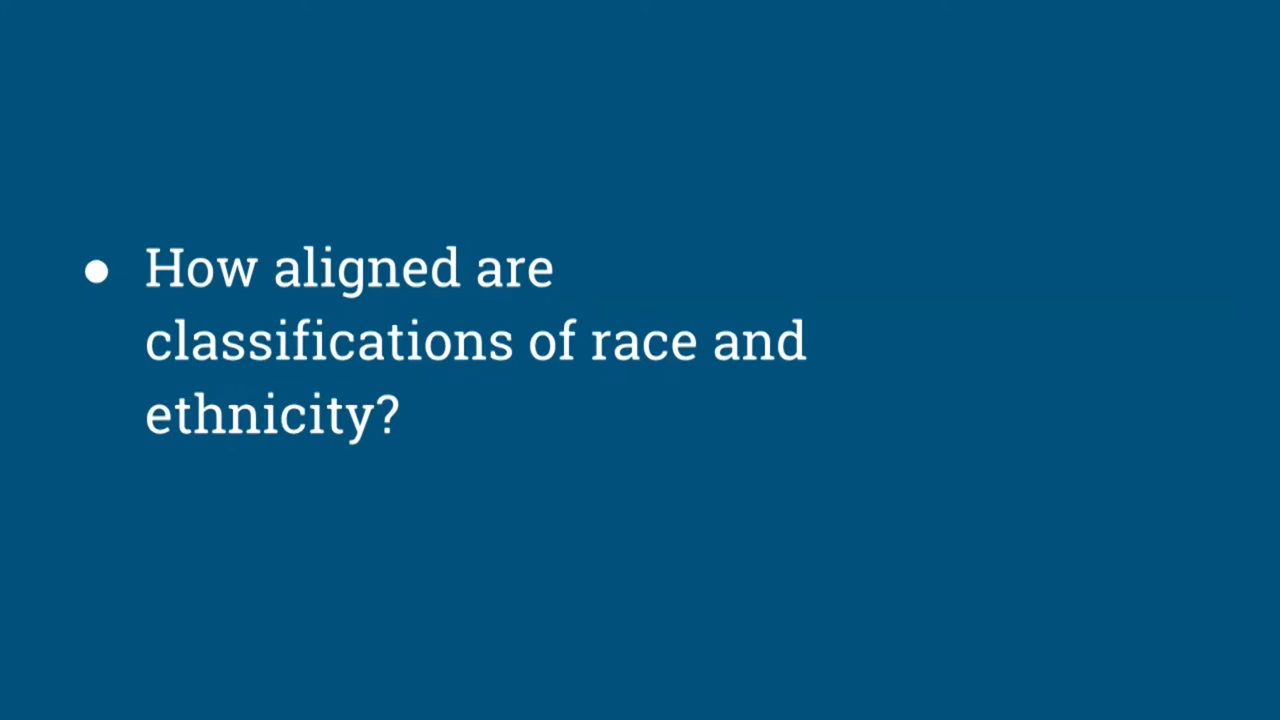 ● How aligned are
classifications of race and
ethnicity?